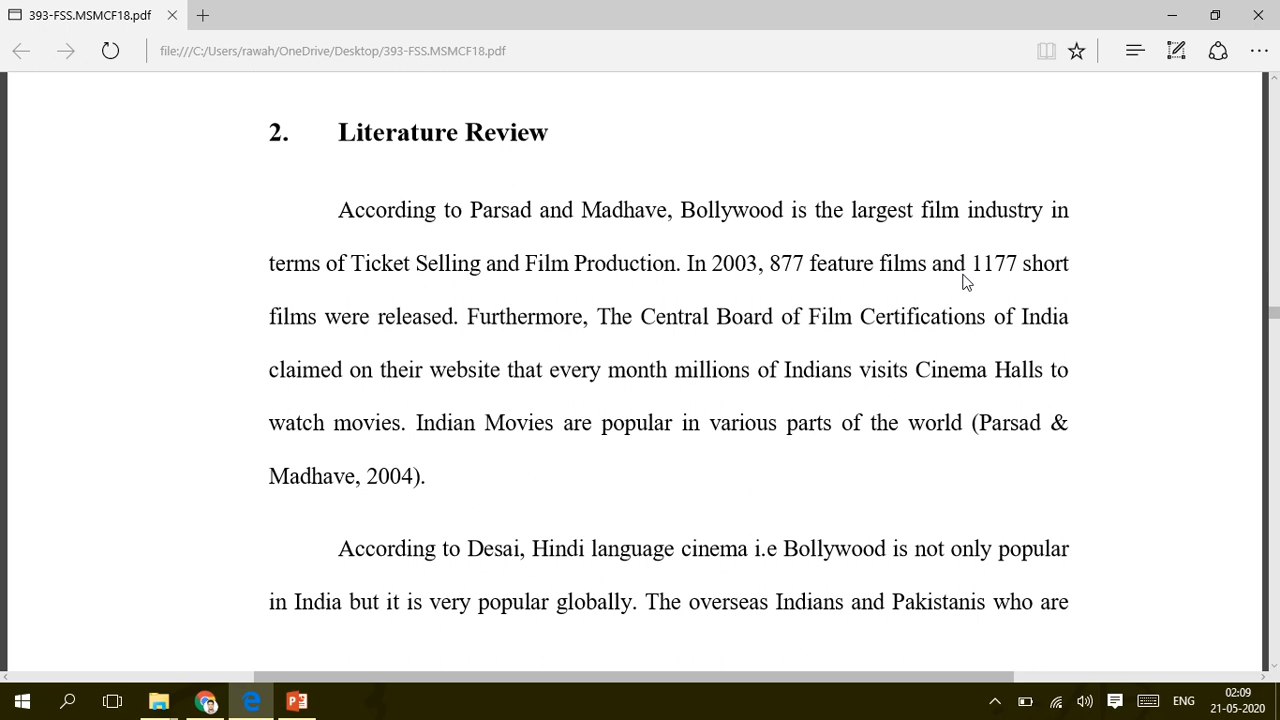 393-FSS.MSMCF18.pdf
file:///C:/Users/rawah/OneDrive/Desktop/393-FSS.MSMCF18.pdf
2. Literature Review
According to Parsad and Madhave, Bollywood is the largest film industry in
terms of Ticket Selling and Film Production. In 2003, 877 feature films and 1177 short
films were released. Furthermore, The Central Board of Film Certifications of India
claimed on their website that every month millions of Indians visits Cinema Halls to
watch movies. Indian Movies are popular in various parts of the world (Parsad &
Madhave, 2004).
According to Desai, Hindi language cinema i.e Bollywood is not only popular
in India but it is very popular globally. The overseas Indians and Pakistanis who are
ENG
02:09
21-05-2020